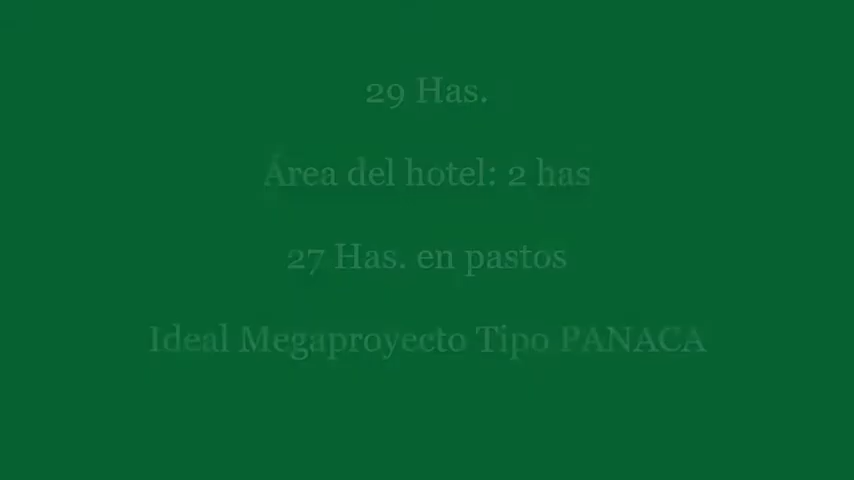 29 Has.
Área del hotel: 2 has
27 Has. en pastos
Ideal Megaproyecto Tipo PANACA